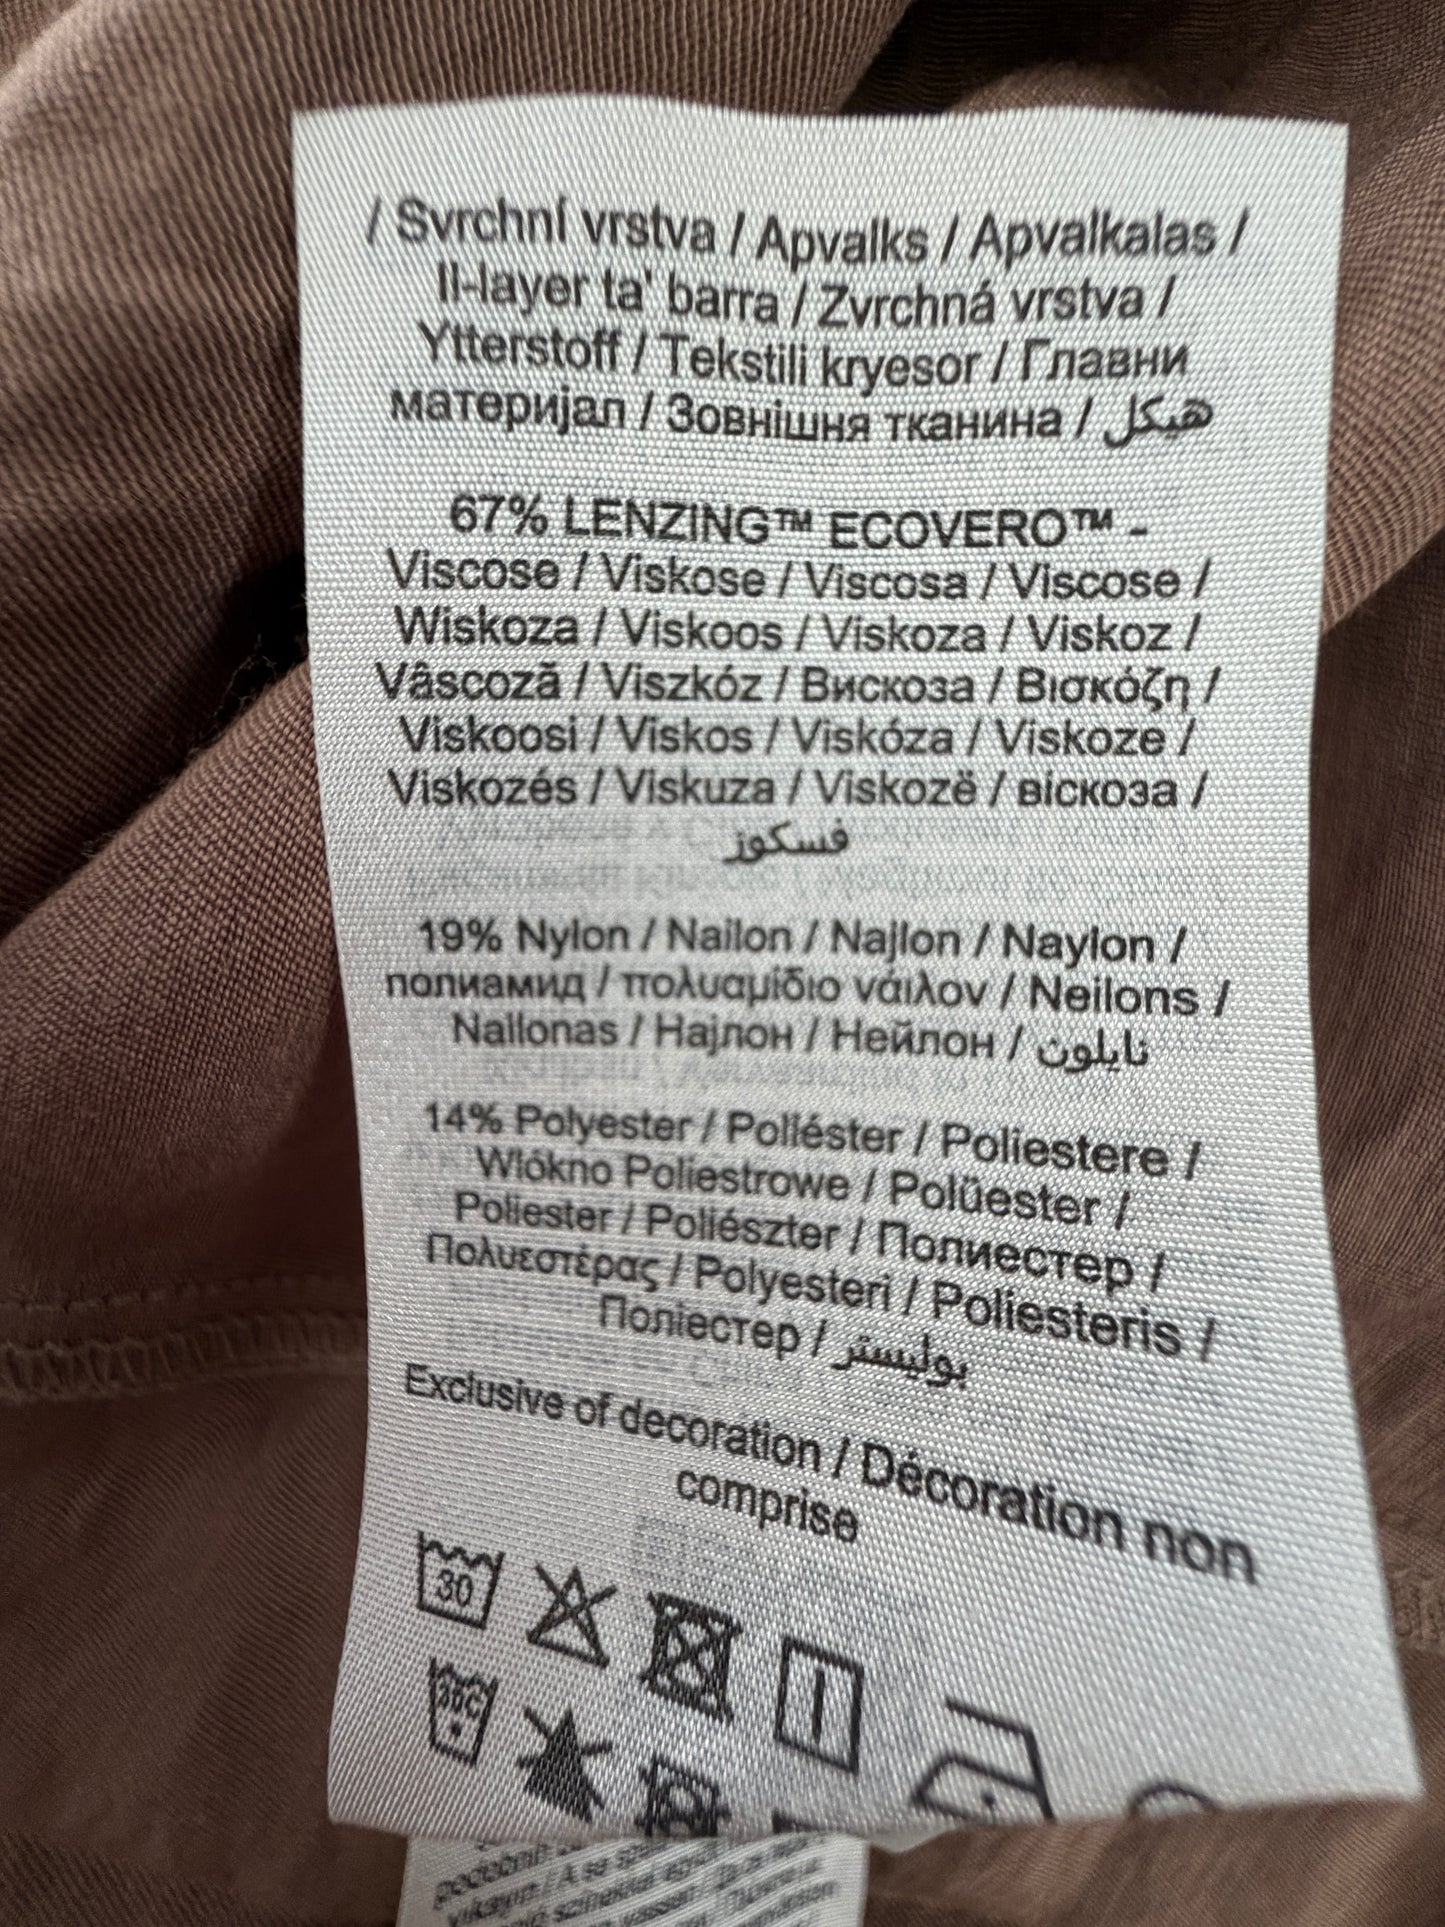 / Svrchní vrstva / Apvalks / Apvalkalas /
Il-layer ta' barra / Zvrchná vrstva /
Ytterstoff / Tekstili kryesor / Главни
материјал / Зовнішня тканина / هيكل
67% LENZING™ ECOVERO™ -
Viscose / Viskose / Viscosa / Viscose /
Wiskoza / Viskoos / Viskoza / Viskoz /
Vâscoză / Viszkóz / Вискоза / Βισκόζη /
Viskoosi / Viskos / Viskóza / Viskoze /
Viskozés / Viskuza / Viskozë / віскоза /
فسكوز
19% Nylon / Nailon / Najlon / Naylon /
полиамид / πολυαμίδιο νάιλον / Neilons /
Nailonas / Најлон / Нейлон / نايلون
14% Polyester / Poliéster / Poliestere /
Włókno Poliestrowe / Polüester /
Poliester / Poliészter / Полиестер /
Πολυεστέρας / Polyesteri / Poliesteris /
Поліестер / بوليستر
Exclusive of decoration / Décoration non
comprise
30
30C